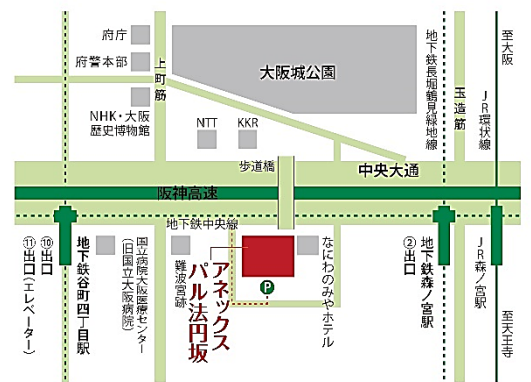 府庁
府警本部
NHK・大阪
歴史博物館
上町筋
大阪城公園
NTT
KKR
歩道橋
中央大通
地下鉄長堀鶴見緑地線
玉造筋
JR環状線
至大阪
阪神高速
地下鉄中央線
⑪出口(エレベーター)
⑩出口
地下鉄谷町四丁目駅
国立病院大阪医療センター
(旧国立大阪病院)
難波宮跡
アネックス
パル法円坂
P
なにわのみやホテル
②出口
地下鉄森ノ宮駅
JR森ノ宮駅
至天王寺